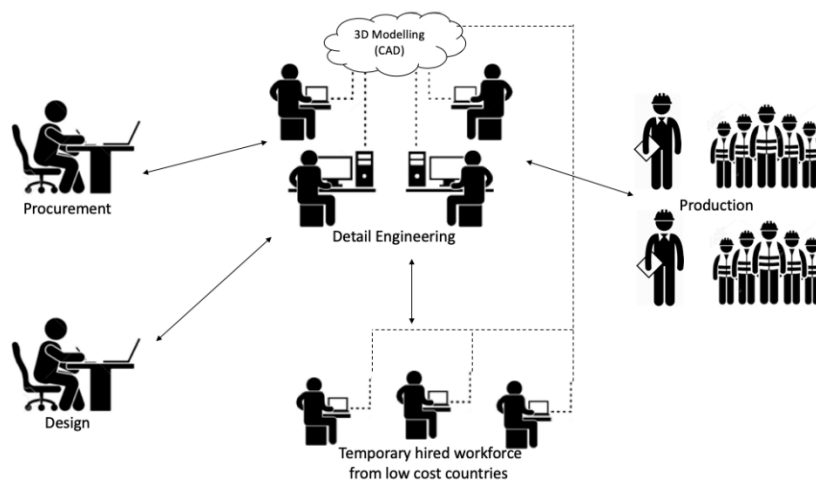 3D Modelling
(CAD)
Procurement
Detail Engineering
Production
Design
Temporary hired workforce
from low cost countries